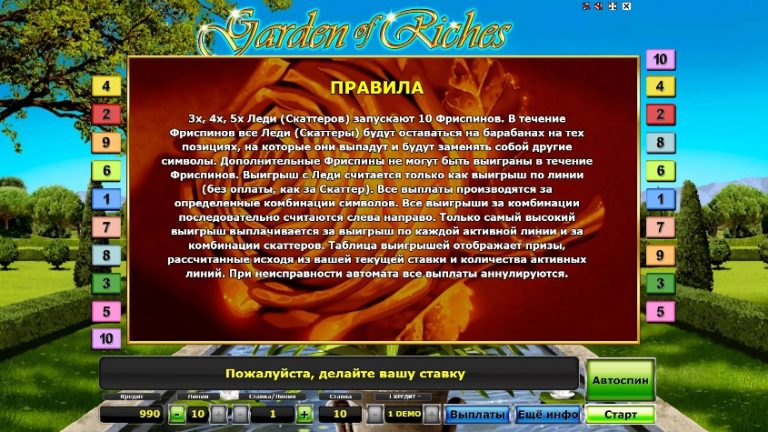 Garden of Riches
ПРАВИЛА
3x, 4x, 5x Леди (Скаттеров) запускают 10 Фриспинов. В течение
Фриспинов все Леди (Скаттеры) будут оставаться на барабанах на тех
позициях, на которые они выпадут и будут заменять собой другие
символы. Дополнительные Фриспины не могут быть выиграны в течение
Фриспинов. Выигрыш с Леди считается только как выигрыш по линии
(без оплаты, как за Скаттер). Все выплаты производятся за
определенные комбинации символов. Все выигрыши за комбинации
последовательно считаются слева направо. Только самый высокий
выигрыш выплачивается за выигрыш по каждой активной линии и за
комбинации скаттеров. Таблица выигрышей отображает призы,
рассчитанные исходя из вашей текущей ставки и количества активных
линий. При неисправности автомата все выплаты аннулируются.
4
2
9
6
1
7
8
3
5
10
10
4
2
8
6
1
7
9
3
5
Пожалуйста, делайте вашу ставку
Автоспин
Кредит Линии Ставка/Линия Ставка 1 КРЕДИТ =
990 - 10 + - 1 + 10 - 1 DEMO + Выплаты Ещё инфо Старт